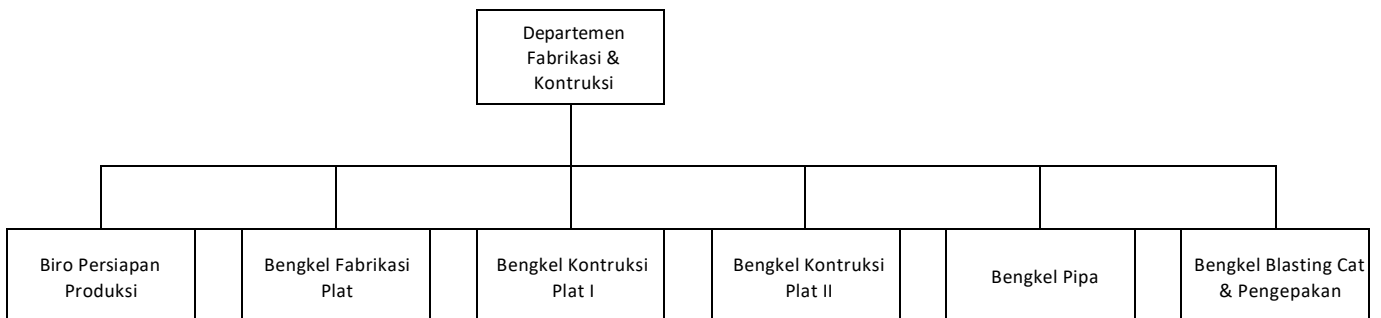 Departemen
Fabrikasi &
Kontruksi
Biro Persiapan
Produksi
Bengkel Fabrikasi
Plat
Bengkel Kontruksi
Plat I
Bengkel Kontruksi
Plat II
Bengkel Pipa
Bengkel Blasting Cat
& Pengepakan